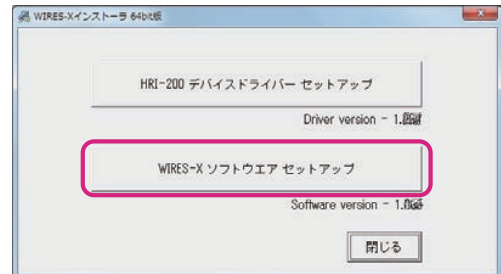 WIRES-Xインストーラ 64bit版
HRI-200 デバイスドライバー セットアップ
Driver version - 1.
WIRES-X ソフトウエア セットアップ
Software version - 1.
閉じる